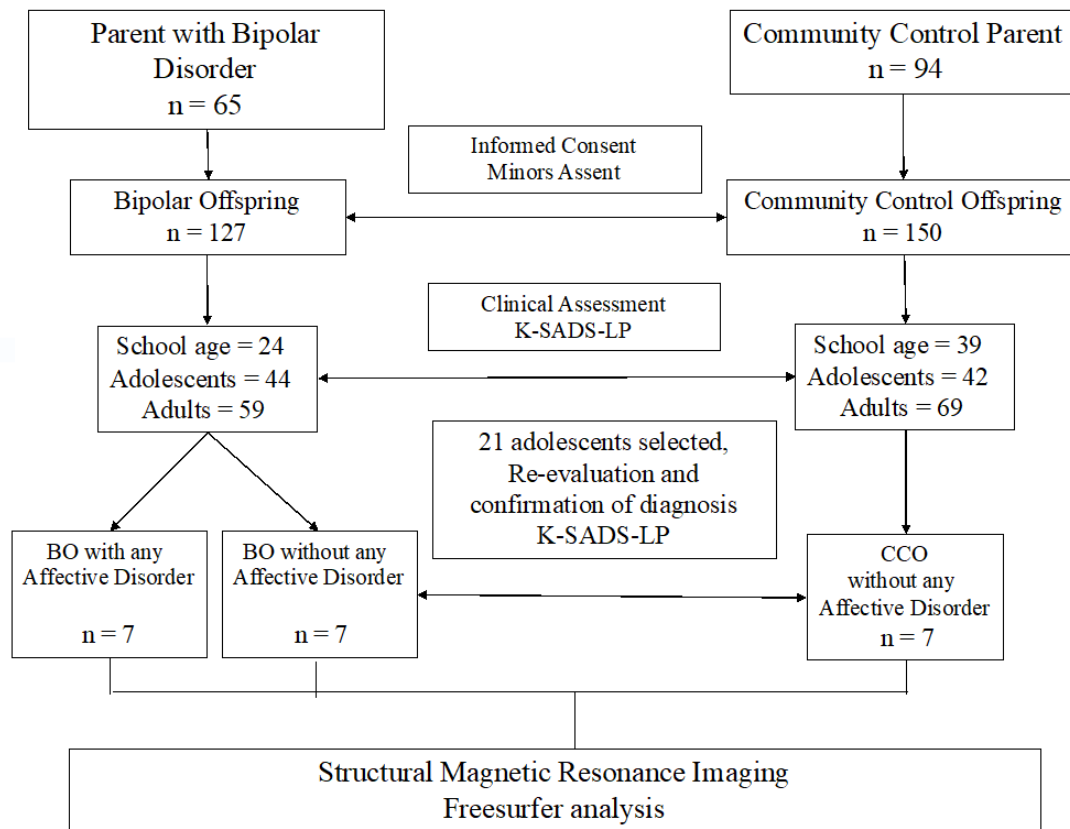 Parent with Bipolar
Disorder
n = 65
Community Control Parent
n = 94
Informed Consent
Minors Assent
Bipolar Offspring
n = 127
Community Control Offspring
n = 150
Clinical Assessment
K-SADS-LP
School age = 24
Adolescents = 44
Adults = 59
School age = 39
Adolescents = 42
Adults = 69
21 adolescents selected,
Re-evaluation and
confirmation of diagnosis
K-SADS-LP
BO with any
Affective Disorder
n = 7
BO without any
Affective Disorder
n = 7
CCO
without any
Affective Disorder
n = 7
Structural Magnetic Resonance Imaging
Freesurfer analysis